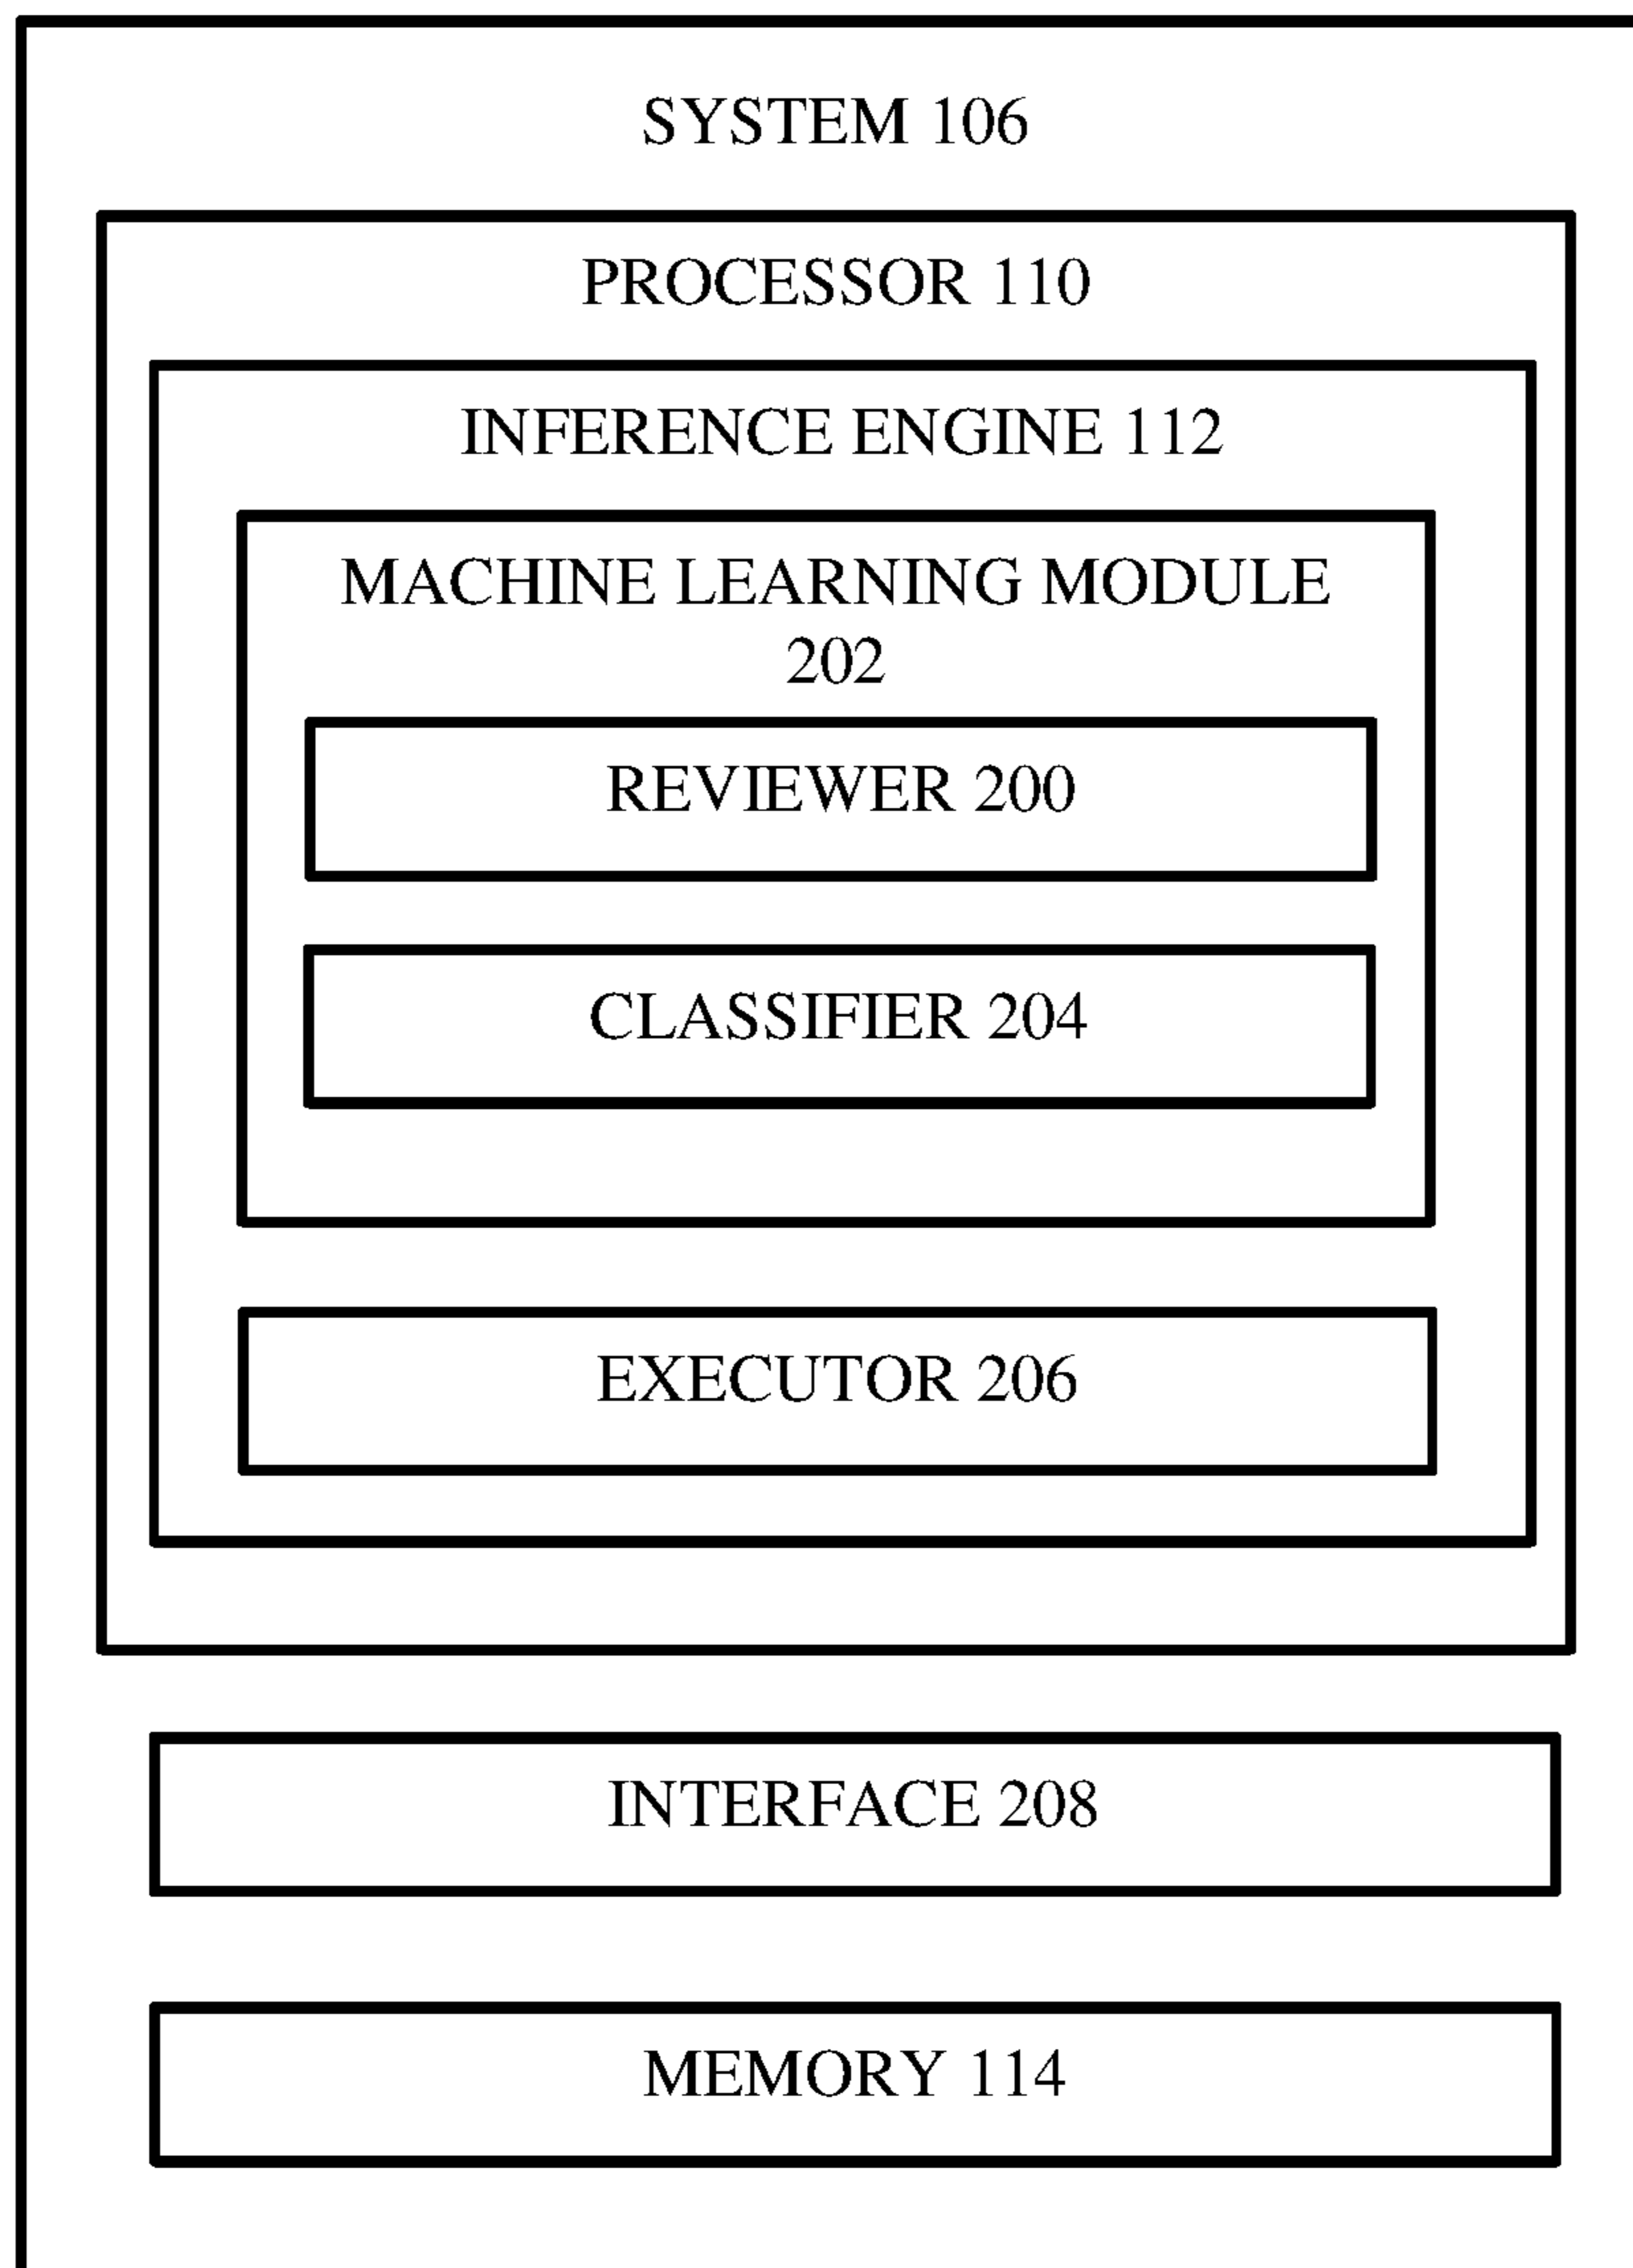 SYSTEM 106
PROCESSOR 110
INFERENCE ENGINE 112
MACHINE LEARNING MODULE
202
REVIEWER 200
CLASSIFIER 204
EXECUTOR 206
INTERFACE 208
MEMORY 114